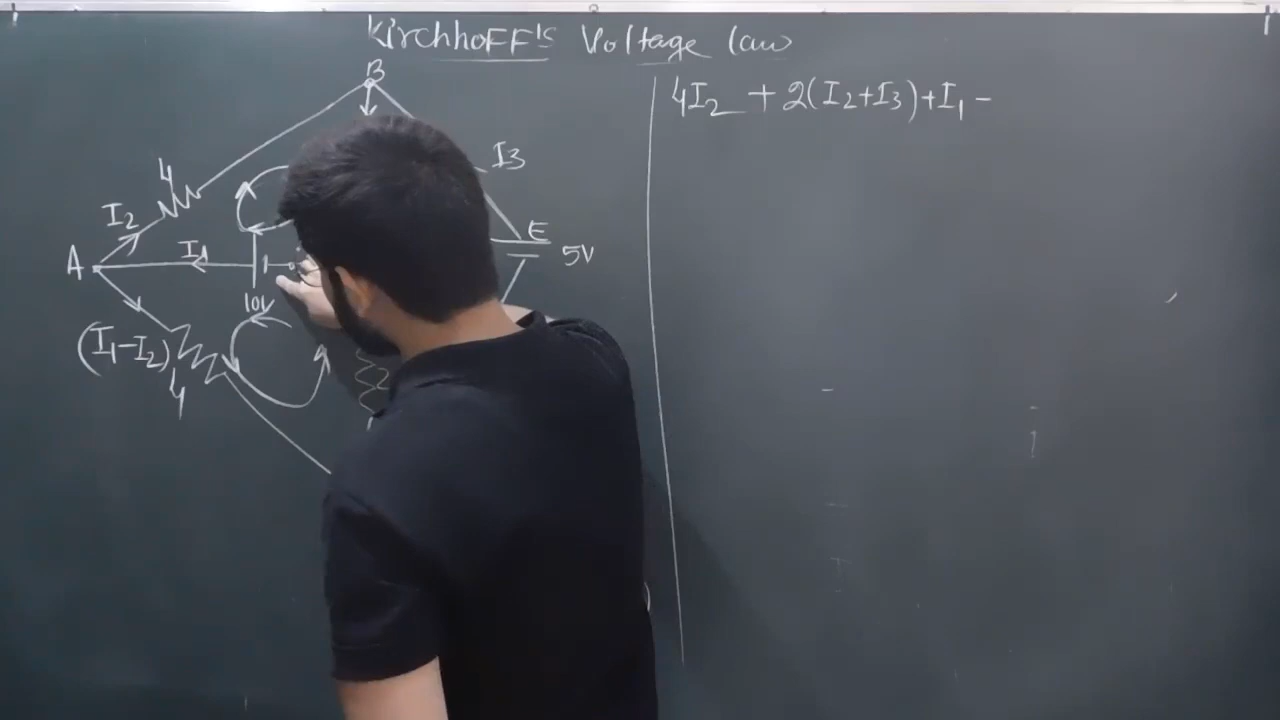 KirchhoFF's Voltage law
B
4I₂ + 2(I₂+I₃)+I₁ -
4
I3
I₂
E
A
I1
5V
10V
(I₁-I₂)
4